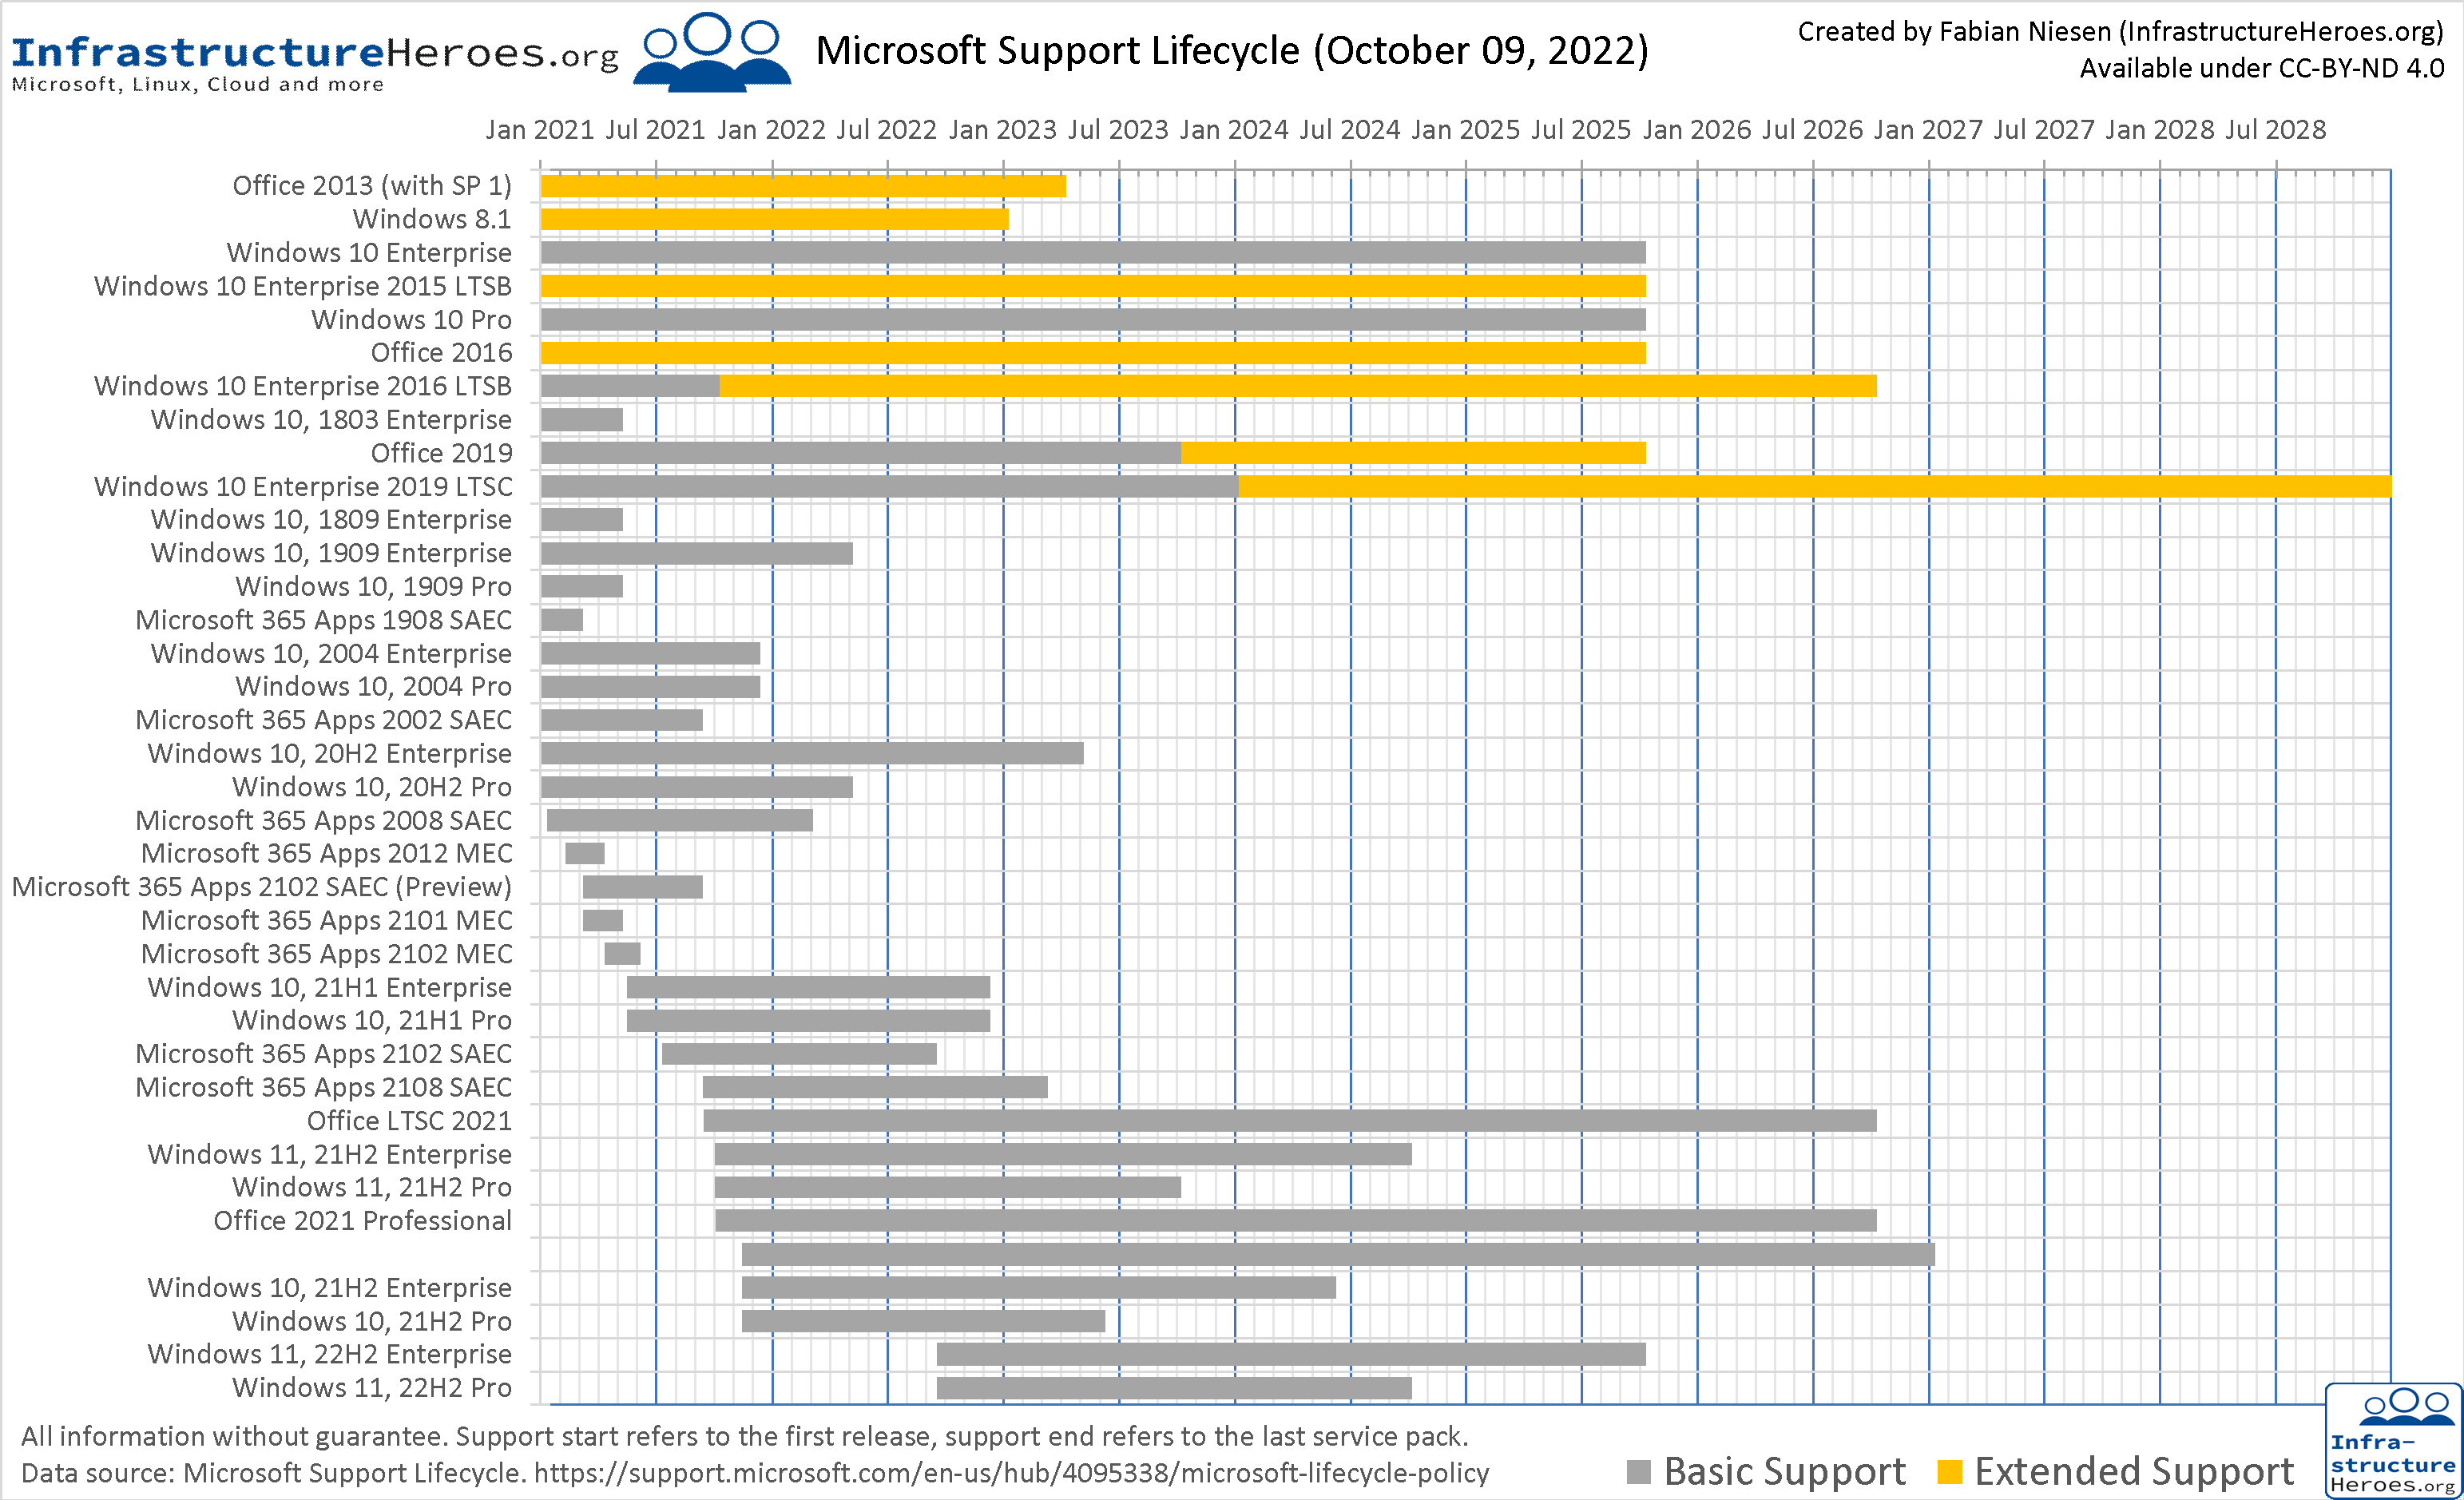 InfrastructureHeroes.org
Microsoft, Linux, Cloud and more
Microsoft Support Lifecycle (October 09, 2022)
Created by Fabian Niesen (InfrastructureHeroes.org)
Available under CC-BY-ND 4.0
Jan 2021 Jul 2021 Jan 2022 Jul 2022 Jan 2023 Jul 2023 Jan 2024 Jul 2024 Jan 2025 Jul 2025 Jan 2026 Jul 2026 Jan 2027 Jul 2027 Jan 2028 Jul 2028
Office 2013 (with SP 1)
Windows 8.1
Windows 10 Enterprise
Windows 10 Enterprise 2015 LTSB
Windows 10 Pro
Office 2016
Windows 10 Enterprise 2016 LTSB
Windows 10, 1803 Enterprise
Office 2019
Windows 10 Enterprise 2019 LTSC
Windows 10, 1809 Enterprise
Windows 10, 1909 Enterprise
Windows 10, 1909 Pro
Microsoft 365 Apps 1908 SAEC
Windows 10, 2004 Enterprise
Windows 10, 2004 Pro
Microsoft 365 Apps 2002 SAEC
Windows 10, 20H2 Enterprise
Windows 10, 20H2 Pro
Microsoft 365 Apps 2008 SAEC
Microsoft 365 Apps 2012 MEC
Microsoft 365 Apps 2102 SAEC (Preview)
Microsoft 365 Apps 2101 MEC
Microsoft 365 Apps 2102 MEC
Windows 10, 21H1 Enterprise
Windows 10, 21H1 Pro
Microsoft 365 Apps 2102 SAEC
Microsoft 365 Apps 2108 SAEC
Office LTSC 2021
Windows 11, 21H2 Enterprise
Windows 11, 21H2 Pro
Office 2021 Professional
Windows 10, 21H2 Enterprise
Windows 10, 21H2 Pro
Windows 11, 22H2 Enterprise
Windows 11, 22H2 Pro
All information without guarantee. Support start refers to the first release, support end refers to the last service pack.
Data source: Microsoft Support Lifecycle. https://support.microsoft.com/en-us/hub/4095338/microsoft-lifecycle-policy
Basic Support
Extended Support
Infra-
structure
Heroes.org